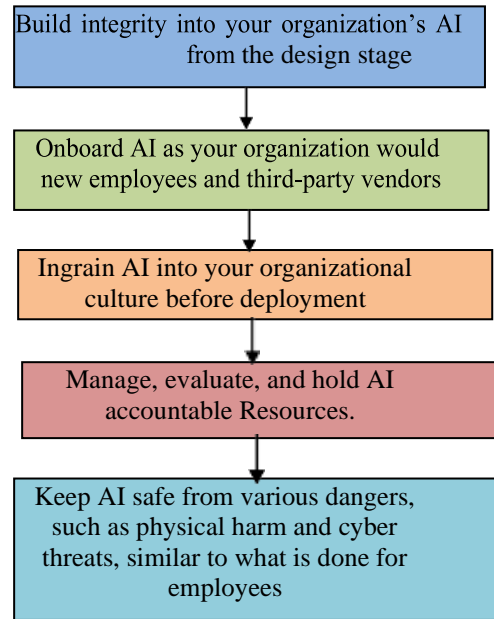 Build integrity into your organization’s AI
from the design stage
Onboard AI as your organization would
new employees and third-party vendors
Ingrain AI into your organizational
culture before deployment
Manage, evaluate, and hold AI
accountable Resources.
Keep AI safe from various dangers,
such as physical harm and cyber
threats, similar to what is done for
employees